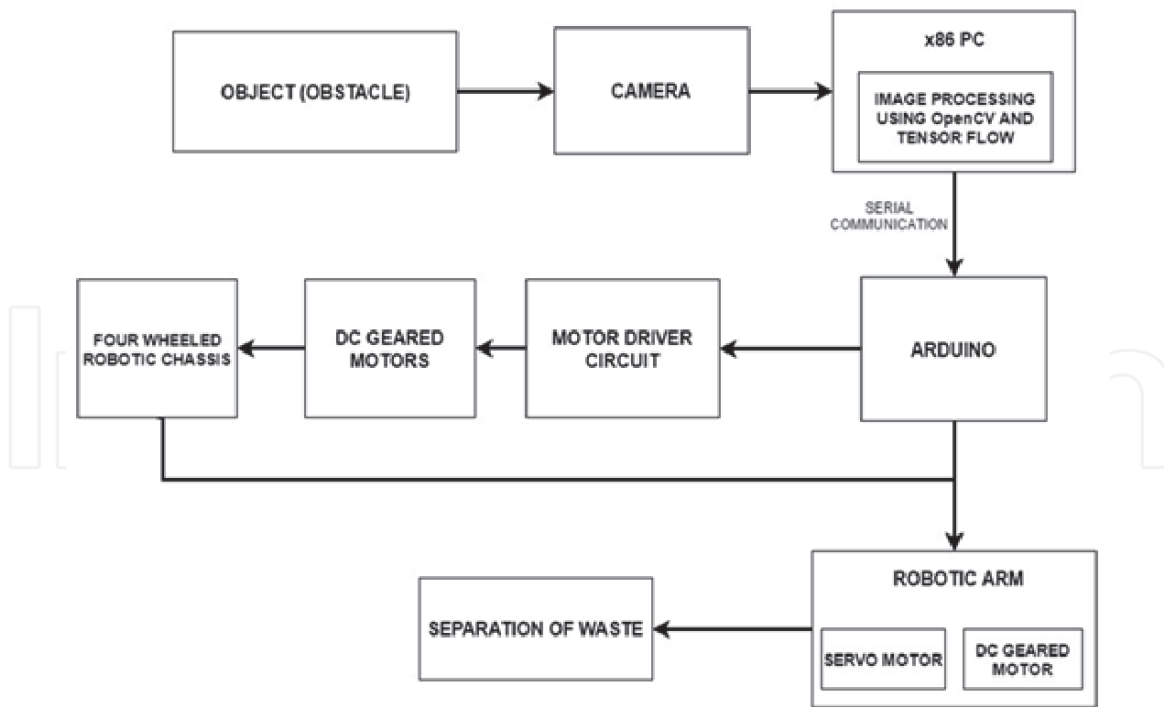 OBJECT (OBSTACLE)
CAMERA
x86 PC
IMAGE PROCESSING
USING OpenCV AND
TENSOR FLOW
SERIAL
COMMUNICATION
FOUR WHEELED
ROBOTIC CHASSIS
DC GEARED
MOTORS
MOTOR DRIVER
CIRCUIT
ARDUINO
ROBOTIC ARM
SERVO MOTOR
DC GEARED
MOTOR
SEPARATION OF WASTE